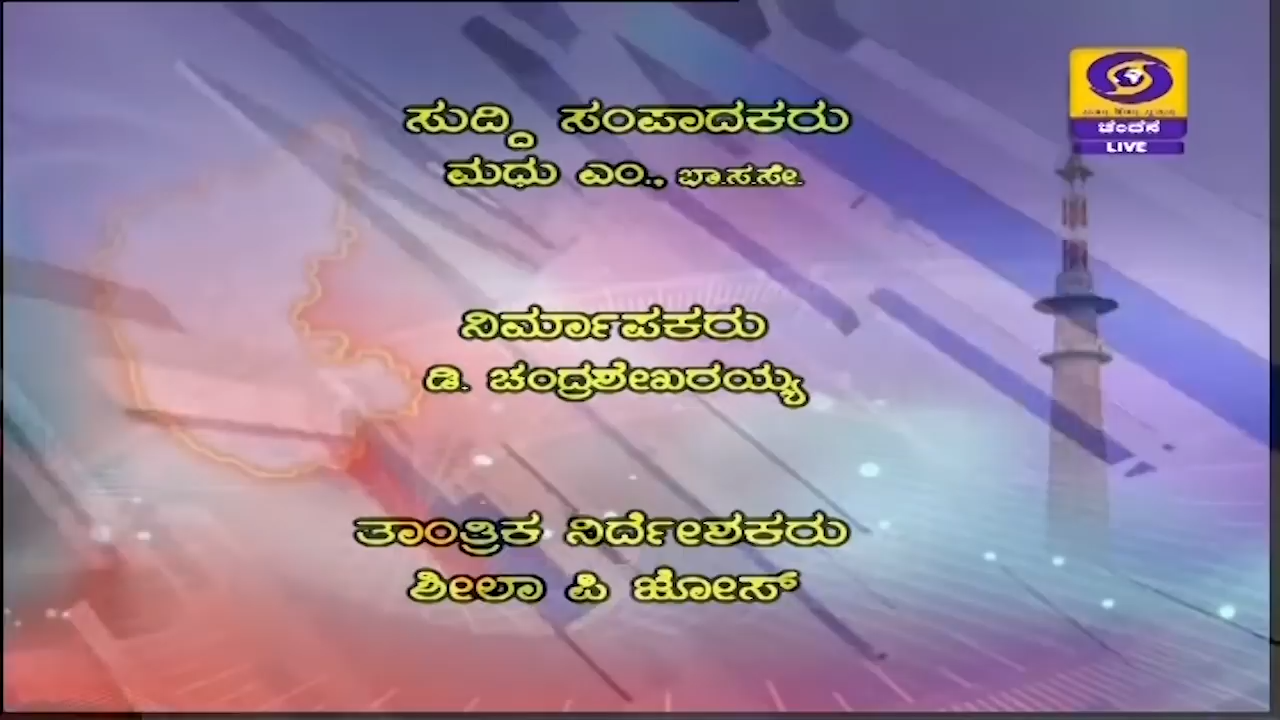 ಸುದ್ದಿ ಸಂಪಾದಕರು
ಮಧು ಎಂ., ಭಾ.ಸ.ಸೇ.
ನಿರ್ಮಾಪಕರು
ಡಿ. ಚಂದ್ರಶೇಖರಯ್ಯ
ತಾಂತ್ರಿಕ ನಿರ್ದೇಶಕರು
ಶೀಲಾ ಪಿ ಜೋಸ್
ಚಂದನ
LIVE